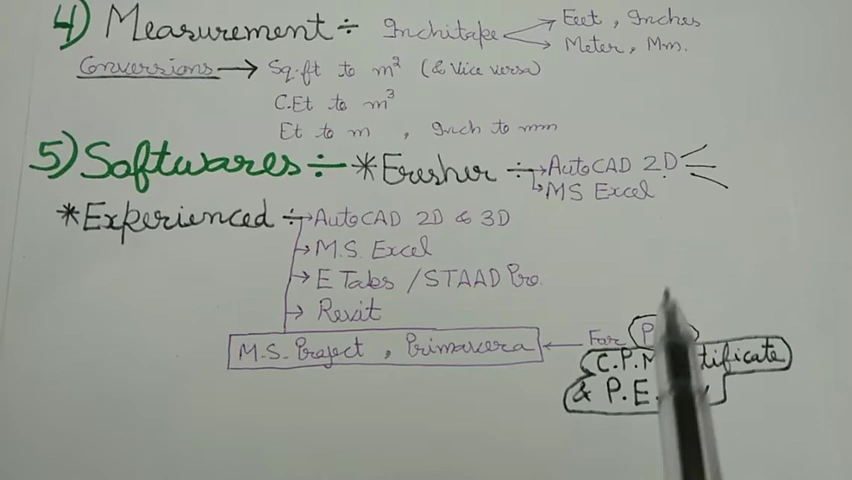 4) Measurement ÷ Inchitape
Feet, Inches
Meter, Mm.
Conversions → Sq.ft to m² (& Vice versa)
C.Ft to m³
Ft to m , Inch to mm
5) Softwares ÷ *Fresher ÷ → AutoCAD 2D
→ MS Excel
*Experienced ÷ → AutoCAD 2D & 3D
→ M.S. Excel
→ E Tabs /STAAD Pro.
→ Revit
M.S. Project , Primavera ← For
& P.E.